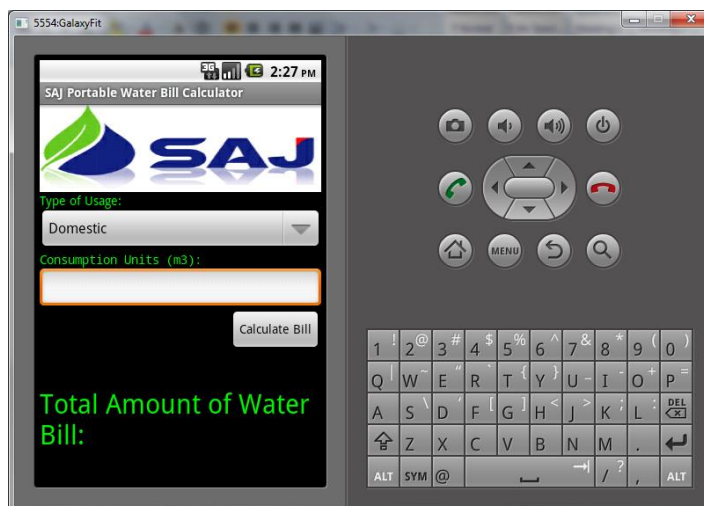 5554:GalaxyFit
3G 2:27 PM
SAJ Portable Water Bill Calculator
SAJ
Type of Usage:
Domestic
Consumption Units (m3):
Calculate Bill
Total Amount of Water
Bill:
MENU
1 ! 2 @ 3 # 4 $ 5 % 6 ^ 7 & 8 * 9 ( 0 )
Q | W ~ E " R ` T { Y } U - I - O + P =
A S \ D ' F [ G ] H < J > K ; L : DEL
Z X C V B N M .
ALT SYM @ / ? , ALT